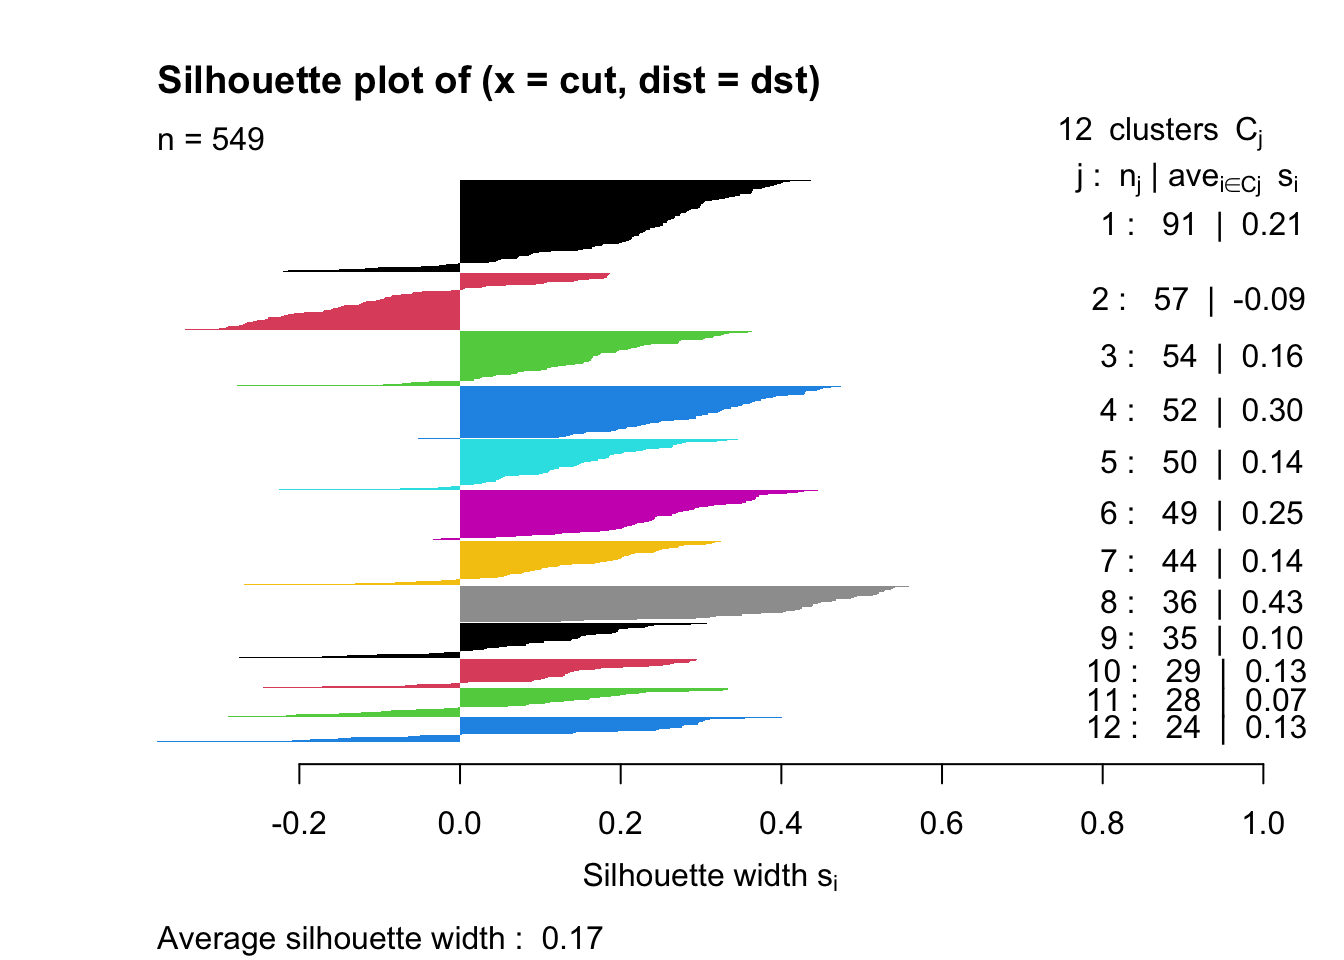 Silhouette plot of (x = cut, dist = dst)
n = 549
12 clusters Cj
j : nj | avei∈Cj si
1 : 91 | 0.21
2 : 57 | -0.09
3 : 54 | 0.16
4 : 52 | 0.30
5 : 50 | 0.14
6 : 49 | 0.25
7 : 44 | 0.14
8 : 36 | 0.43
9 : 35 | 0.10
10 : 29 | 0.13
11 : 28 | 0.07
12 : 24 | 0.13
-0.2 0.0 0.2 0.4 0.6 0.8 1.0
Silhouette width si
Average silhouette width : 0.17